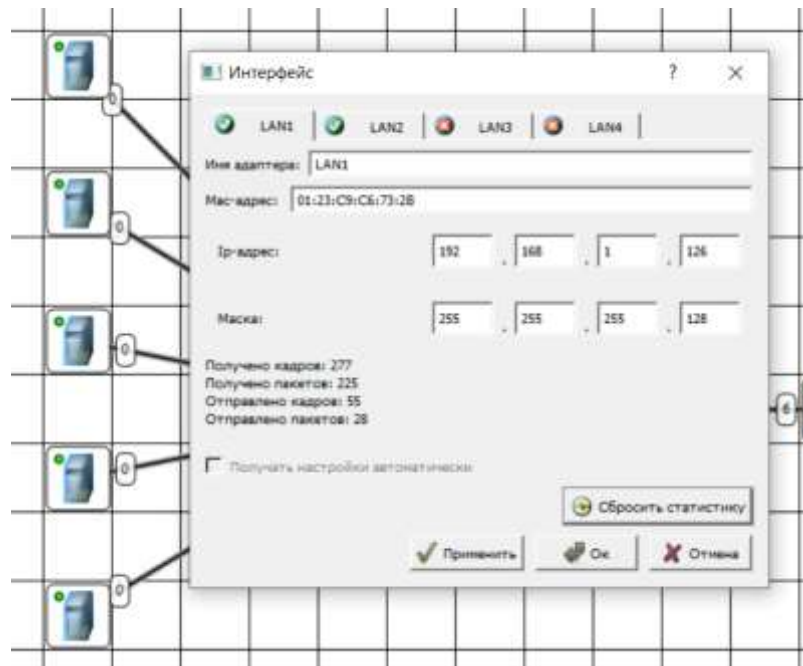 0
0
0
0
0
6
Интерфейс ? ×
LAN1 LAN2 LAN3 LAN4
Имя адаптера: LAN1
Mac-адрес: 01:23:C9:C6:73:2B
Ip-адрес: 192 . 168 . 1 . 126
Маска: 255 . 255 . 255 . 128
Получено кадров: 277
Получено пакетов: 225
Отправлено кадров: 55
Отправлено пакетов: 28
Получать настройки автоматически
Сбросить статистику
Применить Ок Отмена